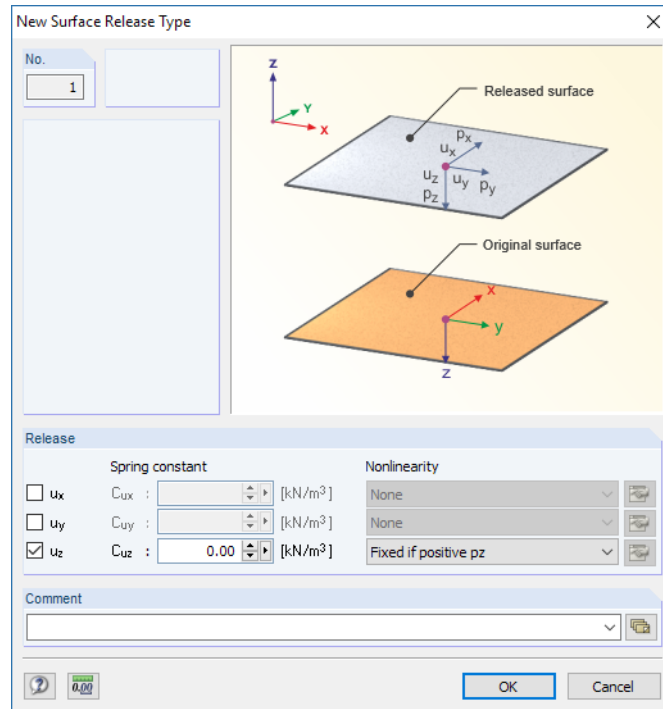 New Surface Release Type
No.
1
Z
Y
X
Released surface
px
ux
uz
uy
py
pz
Original surface
x
y
z
Release
Spring constant
Nonlinearity
ux
Cux :
[kN/m³]
None
uy
Cuy :
[kN/m³]
None
uz
Cuz :
0.00
[kN/m³]
Fixed if positive pz
Comment
0.00
OK
Cancel